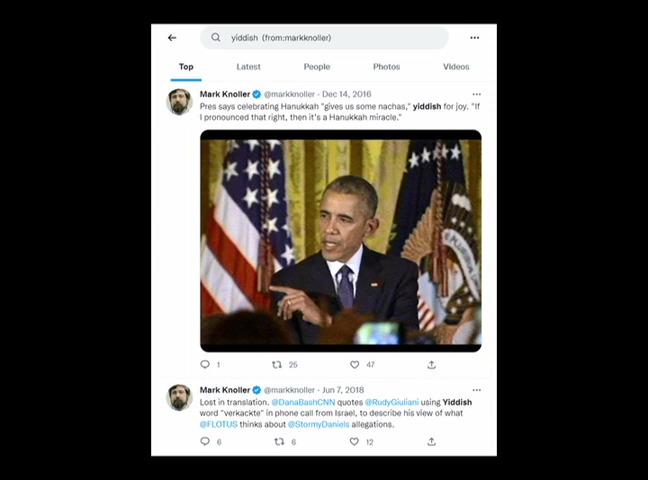 yiddish (from:markknoller)
Top Latest People Photos Videos
Mark Knoller @markknoller · Dec 14, 2016
Pres says celebrating Hanukkah "gives us some nachas," yiddish for joy. "If
I pronounced that right, then it's a Hanukkah miracle."
1 25 47
Mark Knoller @markknoller · Jun 7, 2018
Lost in translation. @DanaBashCNN quotes @RudyGiuliani using Yiddish
word "verkackte" in phone call from Israel, to describe his view of what
@FLOTUS thinks about @StormyDaniels allegations.
6 6 12